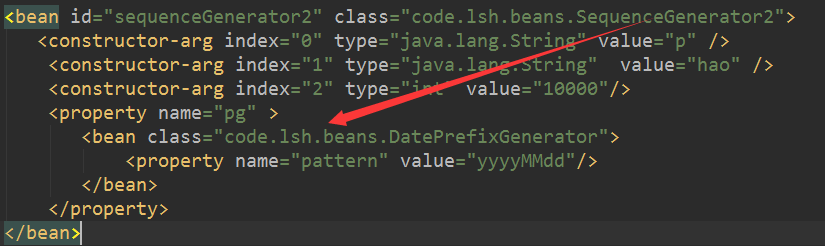 <bean id="sequenceGenerator2" class="code.lsh.beans.SequenceGenerator2">
<constructor-arg index="0" type="java.lang.String" value="p" />
<constructor-arg index="1" type="java.lang.String"  value="hao" />
<constructor-arg index="2" type="int" value="10000"/>
<property name="pg" >
<bean class="code.lsh.beans.DatePrefixGenerator">
<property name="pattern" value="yyyyMMdd"/>
</bean>
</property>
</bean>